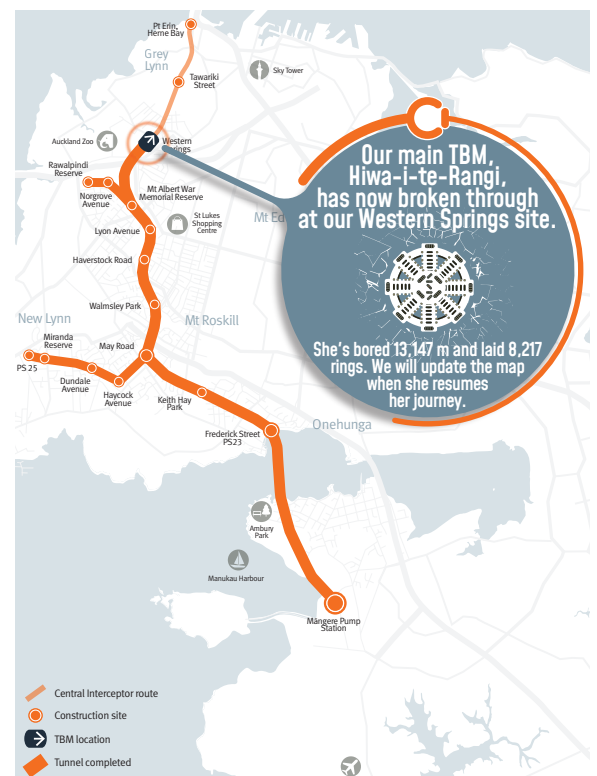 Pt Erin,
Herne Bay
Grey
Lynn
Tawariki
Street
Sky Tower
Auckland Zoo
Western
Springs
Rawalpindi
Reserve
Norgrove
Avenue
Mt Albert War
Memorial Reserve
St Lukes
Shopping
Centre
Mt Ed
Lyon Avenue
Haverstock Road
Walmsley Park
New Lynn
Mt Roskill
Miranda
Reserve
May Road
PS 25
Dundale
Avenue
Haycock
Avenue
Keith Hay
Park
Frederick Street
PS23
Onehunga
Ambury
Park
Manukau Harbour
Māngere Pump
Station
Our main TBM,
Hiwa-i-te-Rangi,
has now broken through
at our Western Springs site.
She's bored 13,147 m and laid 8,217
rings. We will update the map
when she resumes
her journey.
Central Interceptor route
Construction site
TBM location
Tunnel completed